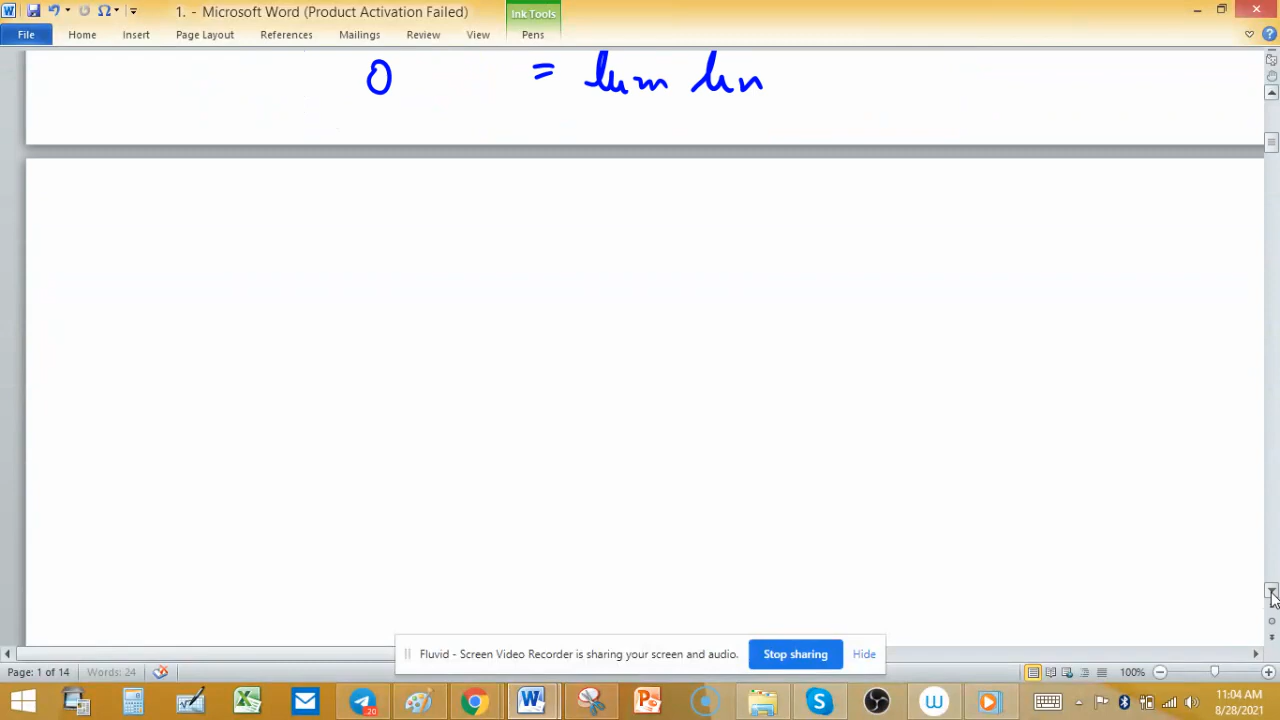 1. - Microsoft Word (Product Activation Failed)
Ink Tools
File Home Insert Page Layout References Mailings Review View Pens
0 =
Fluvid - Screen Video Recorder is sharing your screen and audio. Stop sharing Hide
Page: 1 of 14 Words: 24 100%
20
11:04 AM
8/28/2021